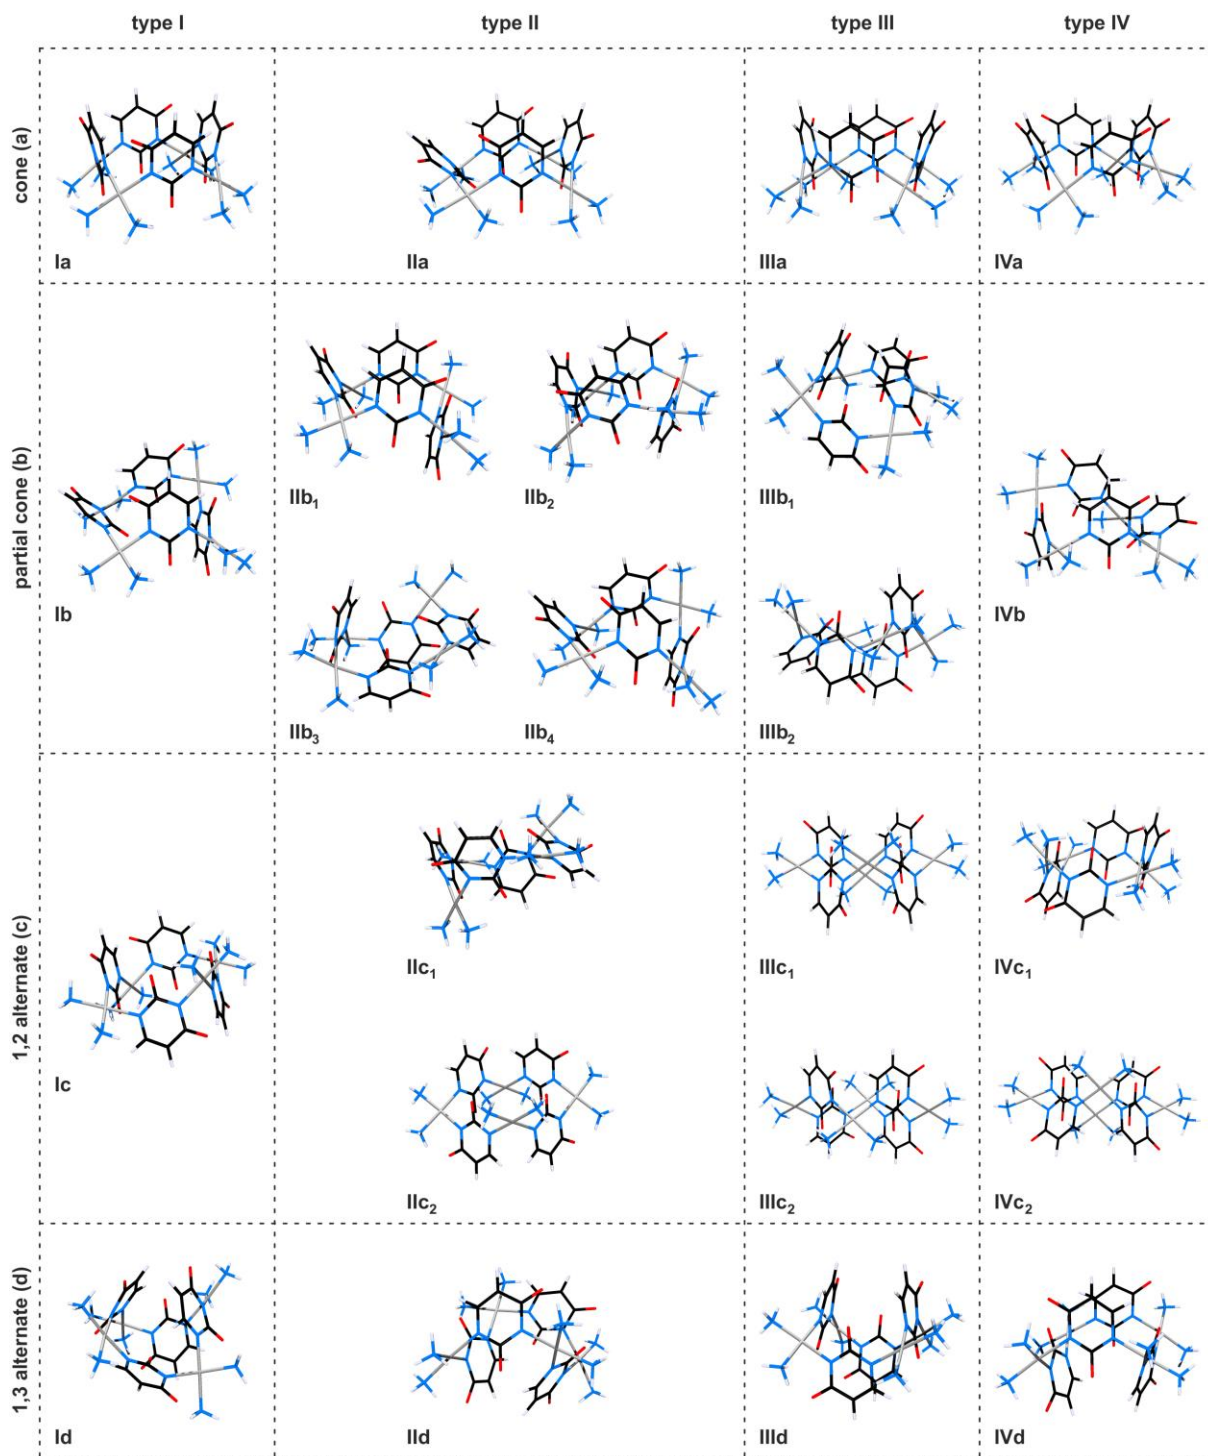 type I type II type III type IV
cone (a)
Ia IIa IIIa IVa
partial cone (b)
IIb₁ IIb₂ IIIb₁
Ib IVb
IIb₃ IIb₄ IIIb₂
1,2 alternate (c)
IIc₁ IIIc₁ IVc₁
Ic
IIc₂ IIIc₂ IVc₂
1,3 alternate (d)
Id IId IIId IVd